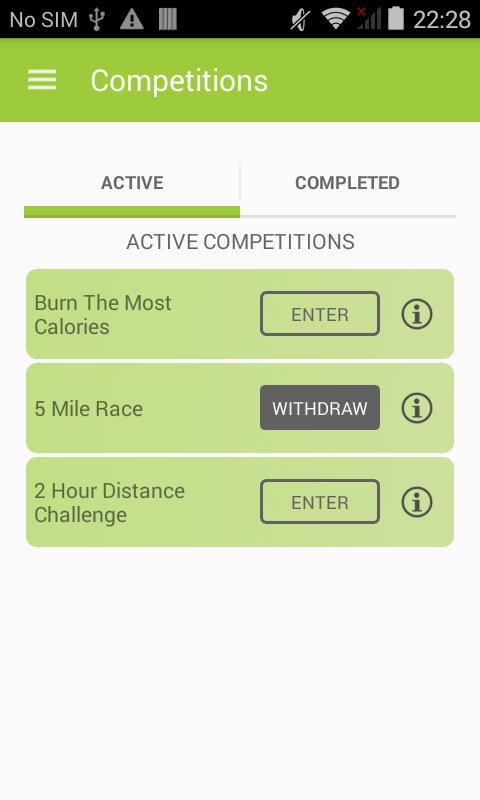 No SIM 22:28
Competitions
ACTIVE COMPLETED
ACTIVE COMPETITIONS
Burn The Most
Calories
ENTER
5 Mile Race
WITHDRAW
2 Hour Distance
Challenge
ENTER